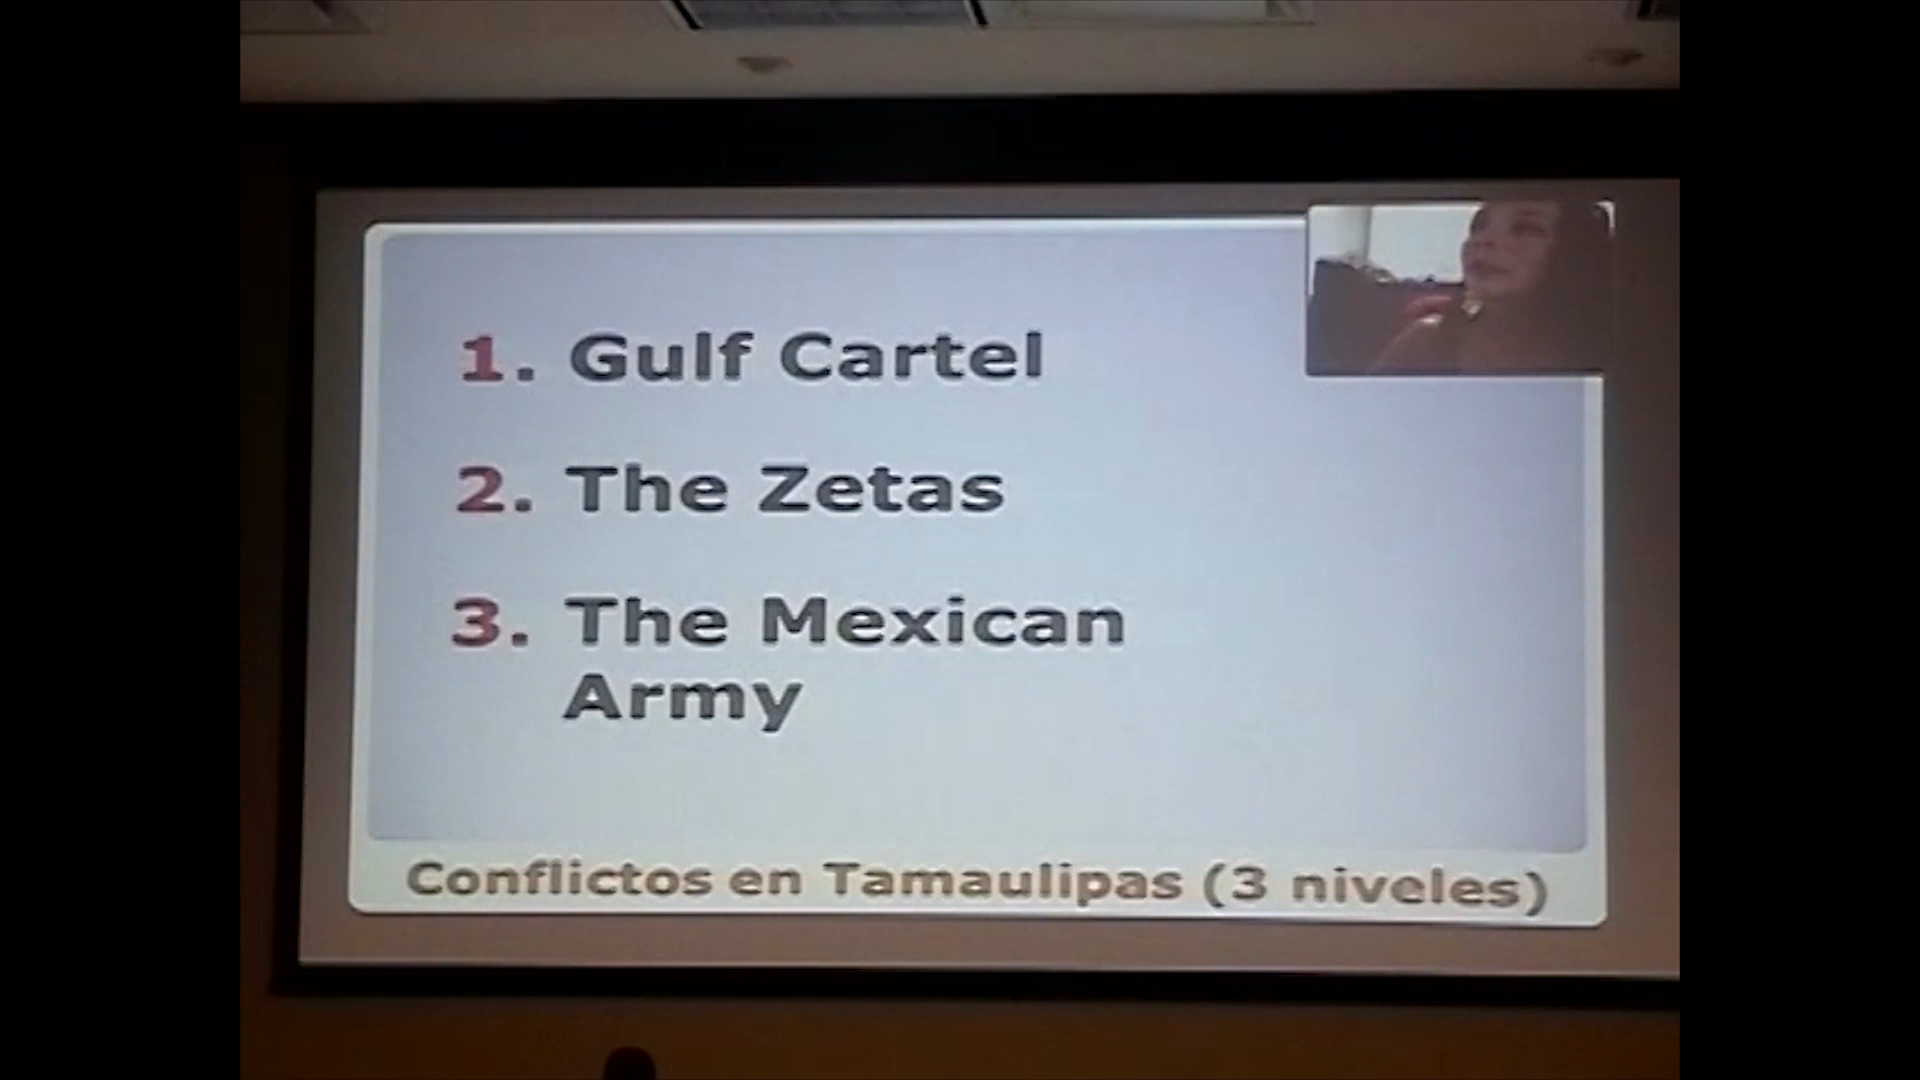 1. Gulf Cartel
2. The Zetas
3. The Mexican
Army
Conflictos en Tamaulipas (3 niveles)